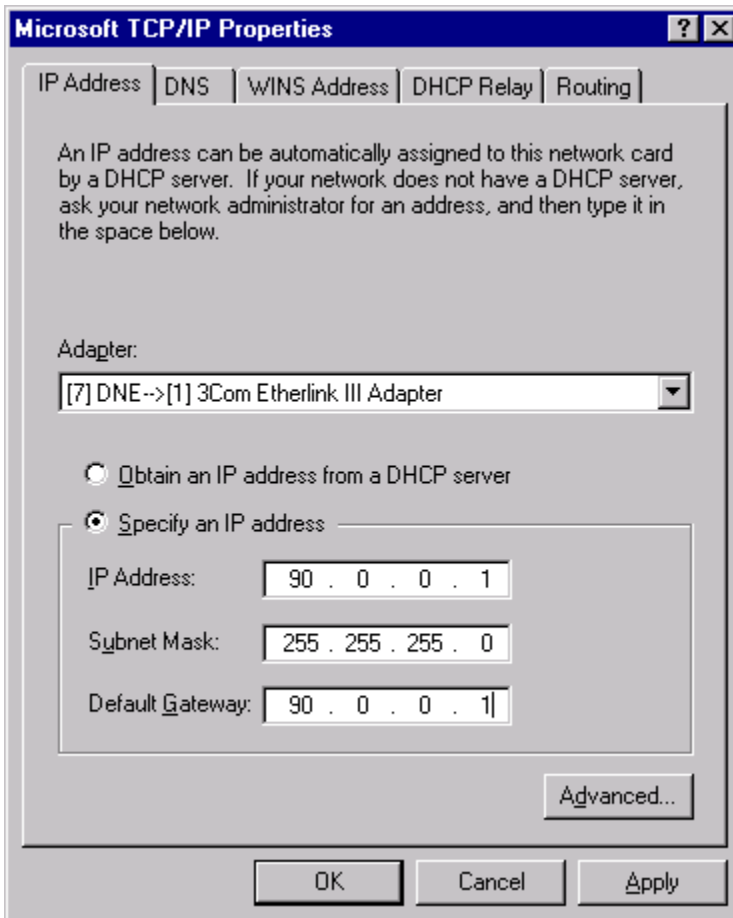 Microsoft TCP/IP Properties
IP Address DNS WINS Address DHCP Relay Routing
An IP address can be automatically assigned to this network card
by a DHCP server. If your network does not have a DHCP server,
ask your network administrator for an address, and then type it in
the space below.
Adapter:
[7] DNE-->[1] 3Com Etherlink III Adapter
Obtain an IP address from a DHCP server
Specify an IP address
IP Address: 90 . 0 . 0 . 1
Subnet Mask: 255 . 255 . 255 . 0
Default Gateway: 90 . 0 . 0 . 1
Advanced...
OK Cancel Apply